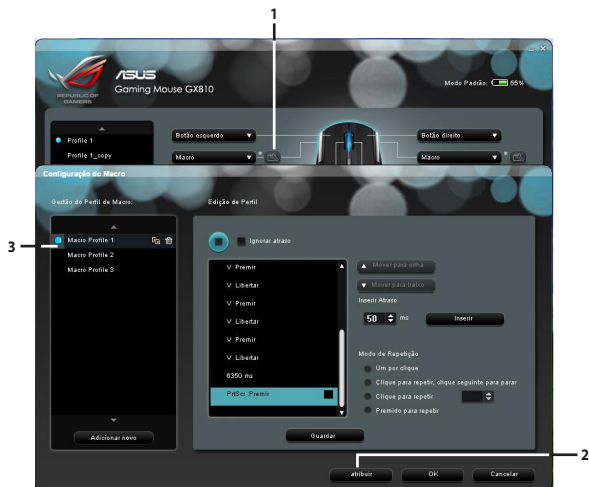 1
REPUBLIC OF
GAMERS
ASUS
Gaming Mouse GX810
Modo Padrão: 55%
Profile 1
Profile 1_copy
Botão esquerdo
Macro
Botão direito
Macro
Configuração de Macro
Gestão do Perfil de Macro:
Edição de Perfil
3
Macro Profile 1
Macro Profile 2
Macro Profile 3
Adicionar novo
Ignorar atraso
V Premir
V Libertar
V Premir
V Libertar
V Premir
V Libertar
6350 ms
PrtScr Premir
Mover para cima
Mover para baixo
Inserir Atraso
50 ms
Inserir
Modo de Repetição
Um por clique
Clique para repetir, clique seguinte para parar
Clique para repetir
Premido para repetir
Guardar
2
atribuir
OK
Cancelar